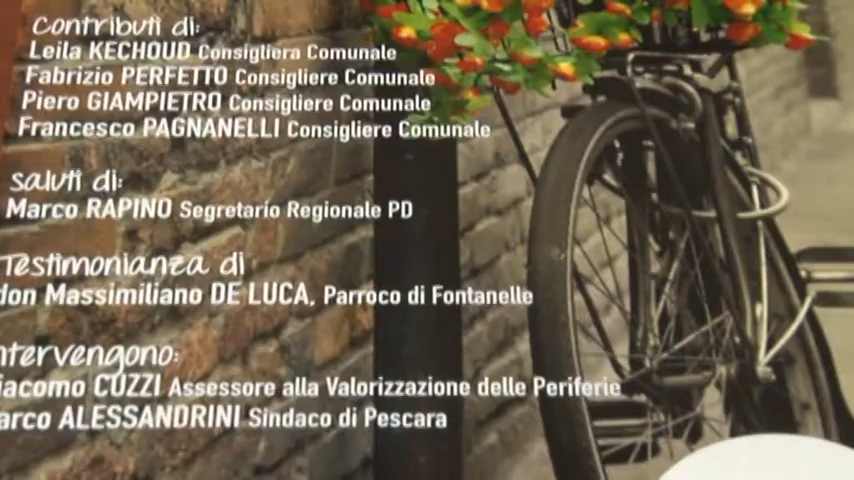 Contributi di:
Leila KECHOUD Consigliera Comunale
Fabrizio PERFETTO Consigliere Comunale
Piero GIAMPIETRO Consigliere Comunale
Francesco PAGNANELLI Consigliere Comunale
saluti di:
Marco RAPINO Segretario Regionale PD
Testimonianza di
don Massimiliano DE LUCA, Parroco di Fontanelle
ntervengono:
iacomo CUZZI Assessore alla Valorizzazione delle Periferie
arco ALESSANDRINI Sindaco di Pescara